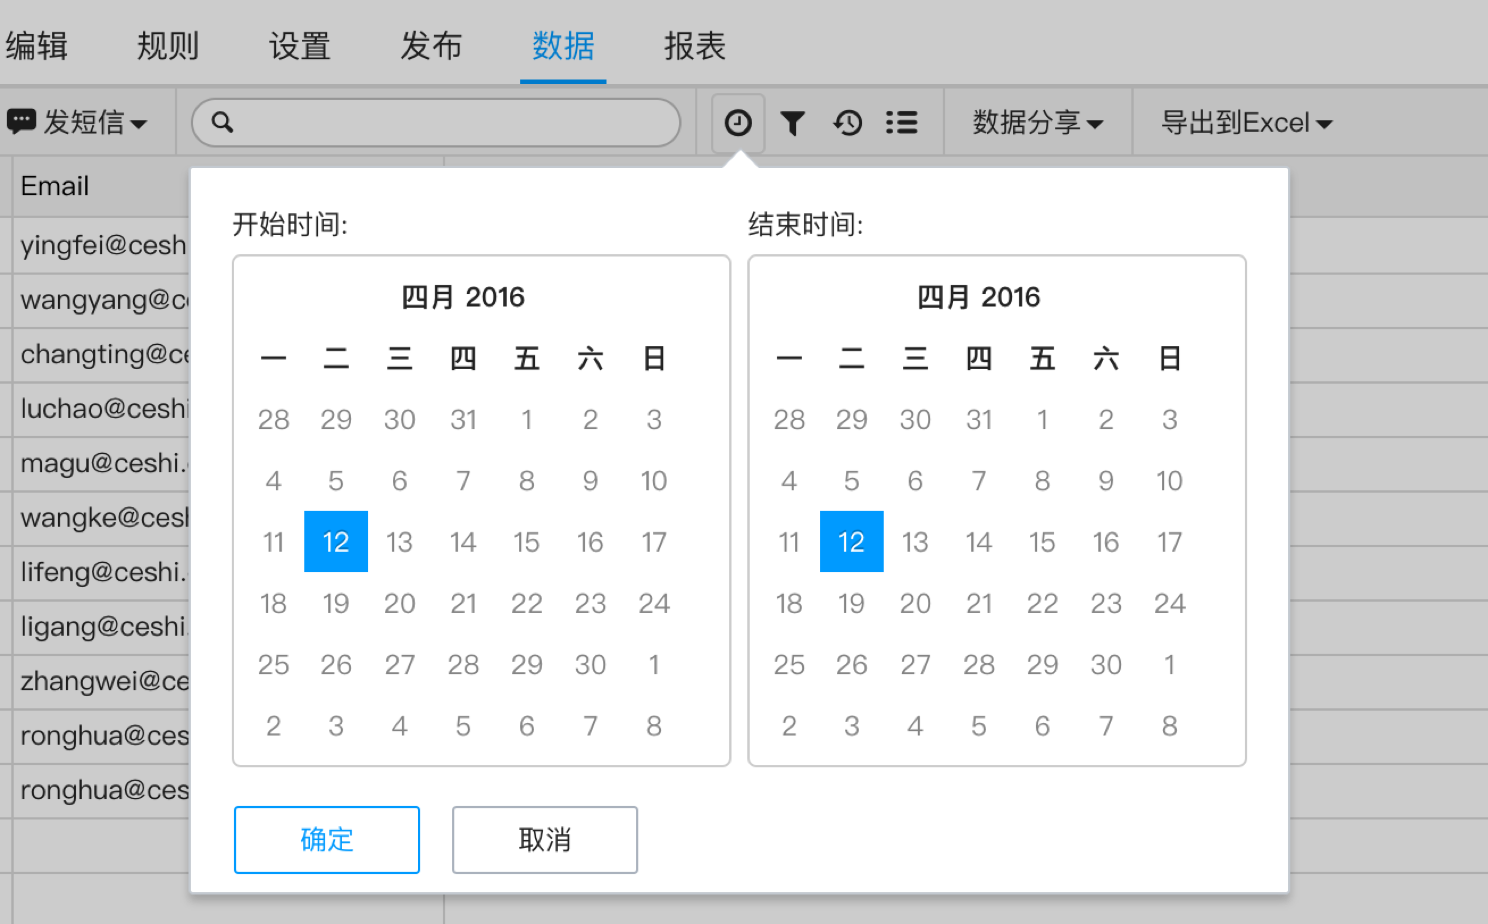 编辑 规则 设置 发布 数据 报表
发短信 数据分享 导出到Excel
Email
yingfei@cesh
wangyang@c
changting@ce
luchao@ceshi
magu@ceshi.
wangke@cesh
lifeng@ceshi.
ligang@ceshi.
zhangwei@ce
ronghua@ces
ronghua@ces
开始时间:
四月 2016
一 二 三 四 五 六 日
28 29 30 31 1 2 3
4 5 6 7 8 9 10
11 12 13 14 15 16 17
18 19 20 21 22 23 24
25 26 27 28 29 30 1
2 3 4 5 6 7 8
结束时间:
四月 2016
一 二 三 四 五 六 日
28 29 30 31 1 2 3
4 5 6 7 8 9 10
11 12 13 14 15 16 17
18 19 20 21 22 23 24
25 26 27 28 29 30 1
2 3 4 5 6 7 8
确定 取消